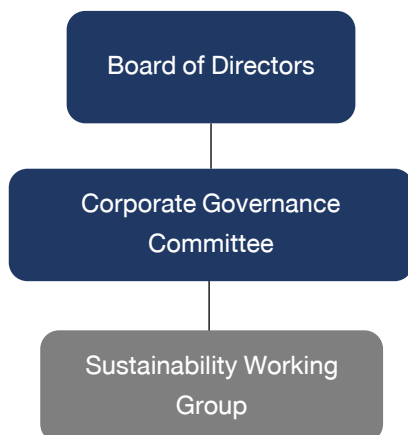 Board of Directors
Corporate Governance
Committee
Sustainability Working
Group